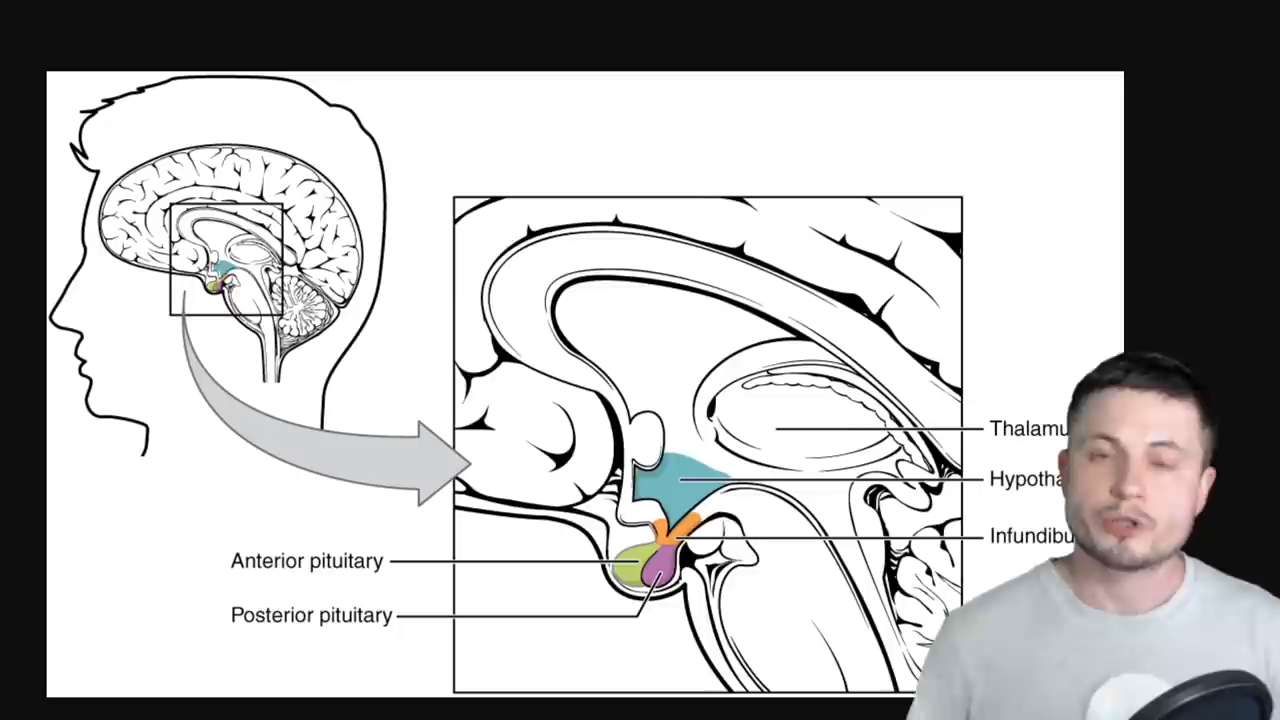 Thalamu
Hypotha
Infundibu
Anterior pituitary
Posterior pituitary